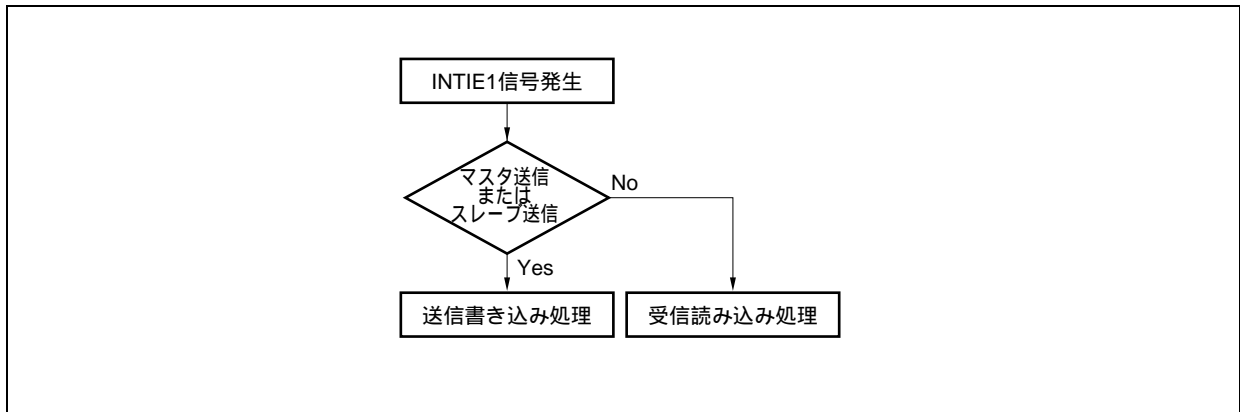 INTIE1信号発生
マスタ送信
または
スレーブ送信
No
Yes
送信書き込み処理
受信読み込み処理